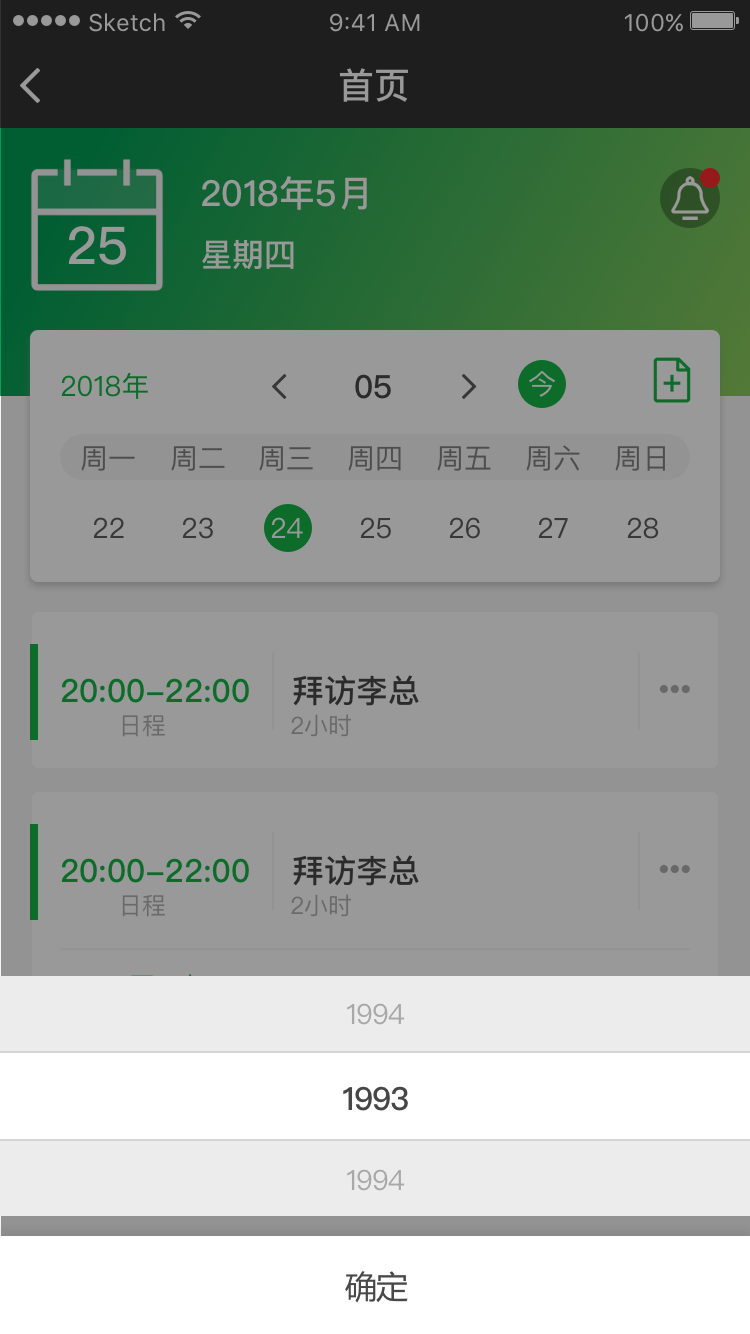 Sketch 9:41 AM 100%
首页
25
2018年5月
星期四
2018年 05 今
周一 周二 周三 周四 周五 周六 周日
22 23 24 25 26 27 28
20:00-22:00 拜访李总
日程 2小时
20:00-22:00 拜访李总
日程 2小时
1994
1993
1994
确定